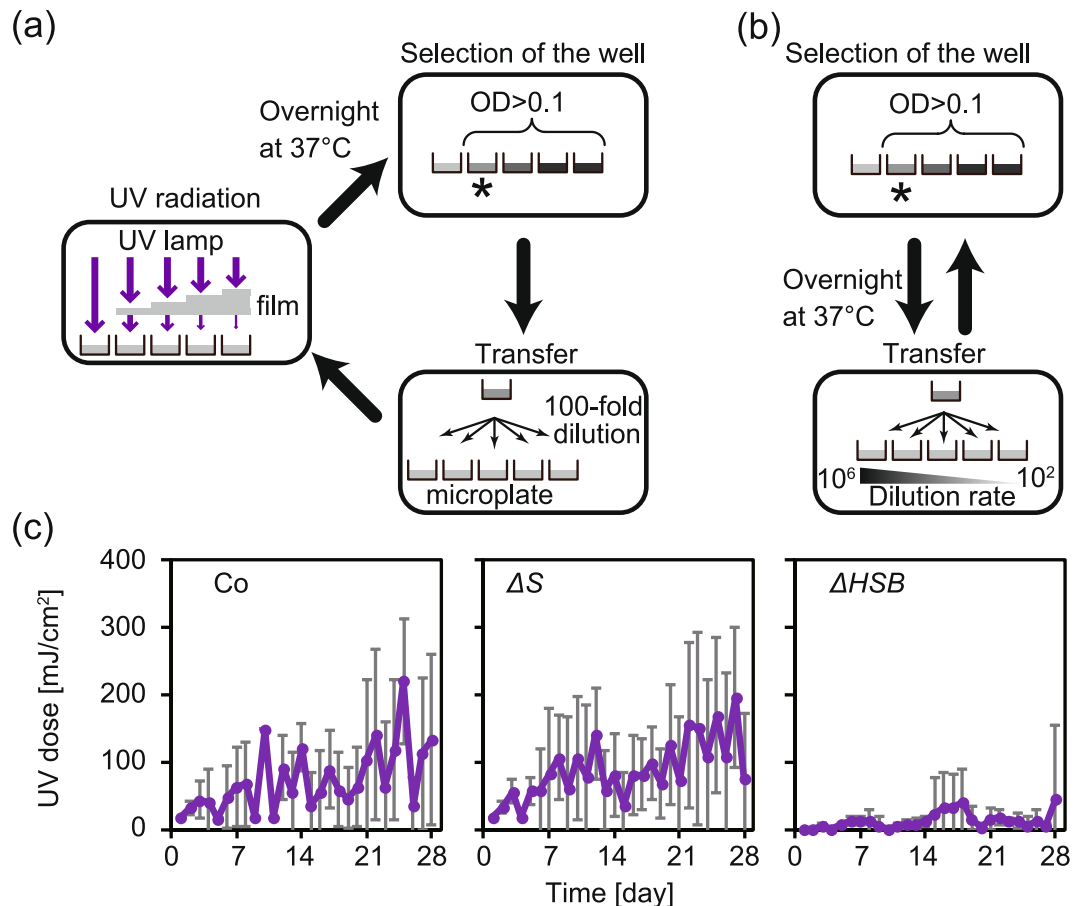 (a)
Selection of the well
OD>0.1
*
Overnight
at 37°C
UV radiation
UV lamp
film
Transfer
100-fold
dilution
microplate
(b)
Selection of the well
OD>0.1
*
Overnight
at 37°C
Transfer
10⁶
10²
Dilution rate
(c)
UV dose [mJ/cm²]
400
300
200
100
0
Co
0 7 14 21 28
ΔS
0 7 14 21 28
ΔHSB
0 7 14 21 28
Time [day]